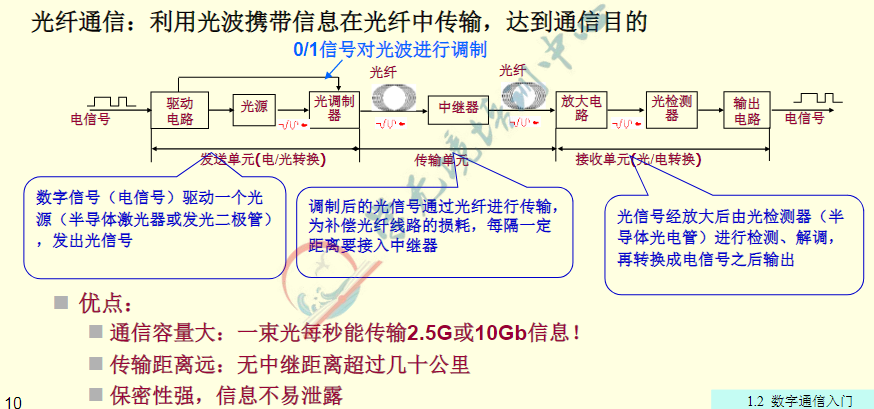 光纤通信：利用光波携带信息在光纤中传输，达到通信目的
0/1信号对光波进行调制
光纤
光纤
驱动
电路
光源
光调制
器
中继器
放大电
路
光检测
器
输出
电路
电信号
电信号
发送单元(电/光转换)
传输单元
接收单元(光/电转换)
数字信号（电信号）驱动一个光
源（半导体激光器或发光二极管）
，发出光信号
调制后的光信号通过光纤进行传输，
为补偿光纤线路的损耗，每隔一定
距离要接入中继器
光信号经放大后由光检测器（半
导体光电管）进行检测、解调，
再转换成电信号之后输出
优点：
通信容量大：一束光每秒能传输2.5G或10Gb信息！
传输距离远：无中继距离超过几十公里
保密性强，信息不易泄露
10
1.2 数字通信入门